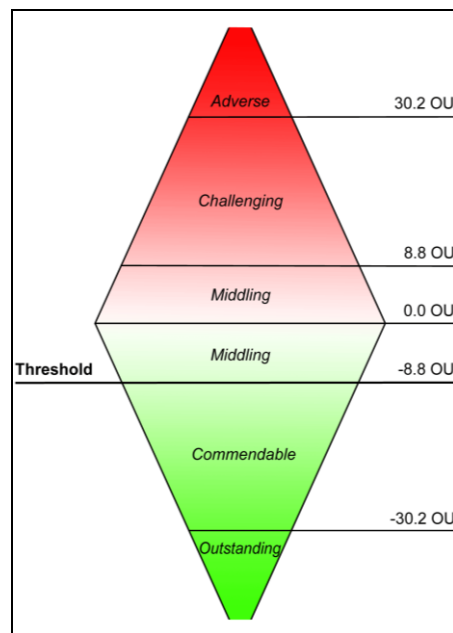 Adverse
30.2 OU
Challenging
8.8 OU
Middling
0.0 OU
Middling
Threshold
-8.8 OU
Commendable
-30.2 OU
Outstanding